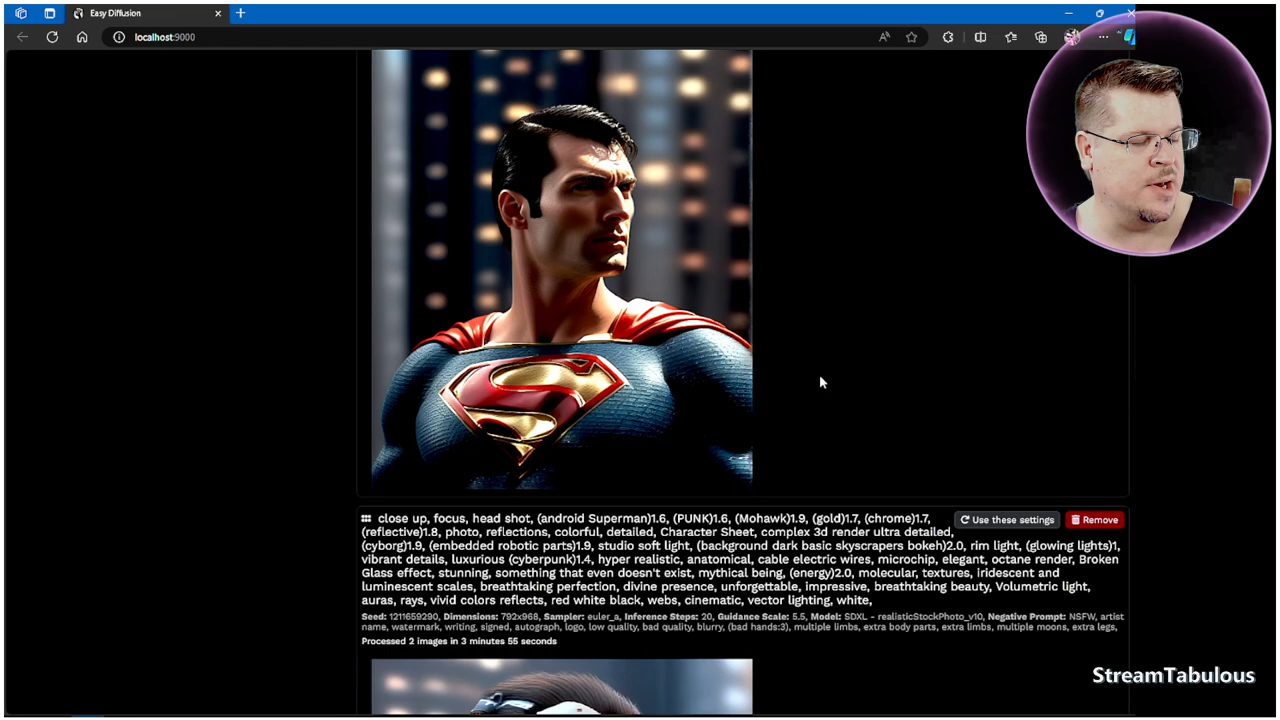 Easy Diffusion
localhost:9000
close up, focus, head shot, (android Superman)1.6, (PUNK)1.6, (Mohawk)1.9, (gold)1.7, (chrome)1.7,
Use these settings
Remove
(reflective)1.8, photo, reflections, colorful, detailed, Character Sheet, complex 3d render ultra detailed,
(cyborg)1.9, (embedded robotic parts)1.9, studio soft light, (background dark basic skyscrapers bokeh)2.0, rim light, (glowing lights)1,
vibrant details, luxurious (cyberpunk)1.4, hyper realistic, anatomical, cable electric wires, microchip, elegant, octane render, Broken
Glass effect, stunning, something that even doesn't exist, mythical being, (energy)2.0, molecular, textures, iridescent and
luminescent scales, breathtaking perfection, divine presence, unforgettable, impressive, breathtaking beauty, Volumetric light,
auras, rays, vivid colors reflects, red white black, webs, cinematic, vector lighting, white,
Seed: 1211659290, Dimensions: 792x968, Sampler: euler_a, Inference Steps: 20, Guidance Scale: 5.5, Model: SDXL - realisticStockPhoto_v10, Negative Prompt: NSFW, artist
name, watermark, writing, signed, autograph, logo, low quality, bad quality, blurry, (bad hands:3), multiple limbs, extra body parts, extra limbs, multiple moons, extra legs,
Processed 2 images in 3 minutes 55 seconds
StreamTabulous